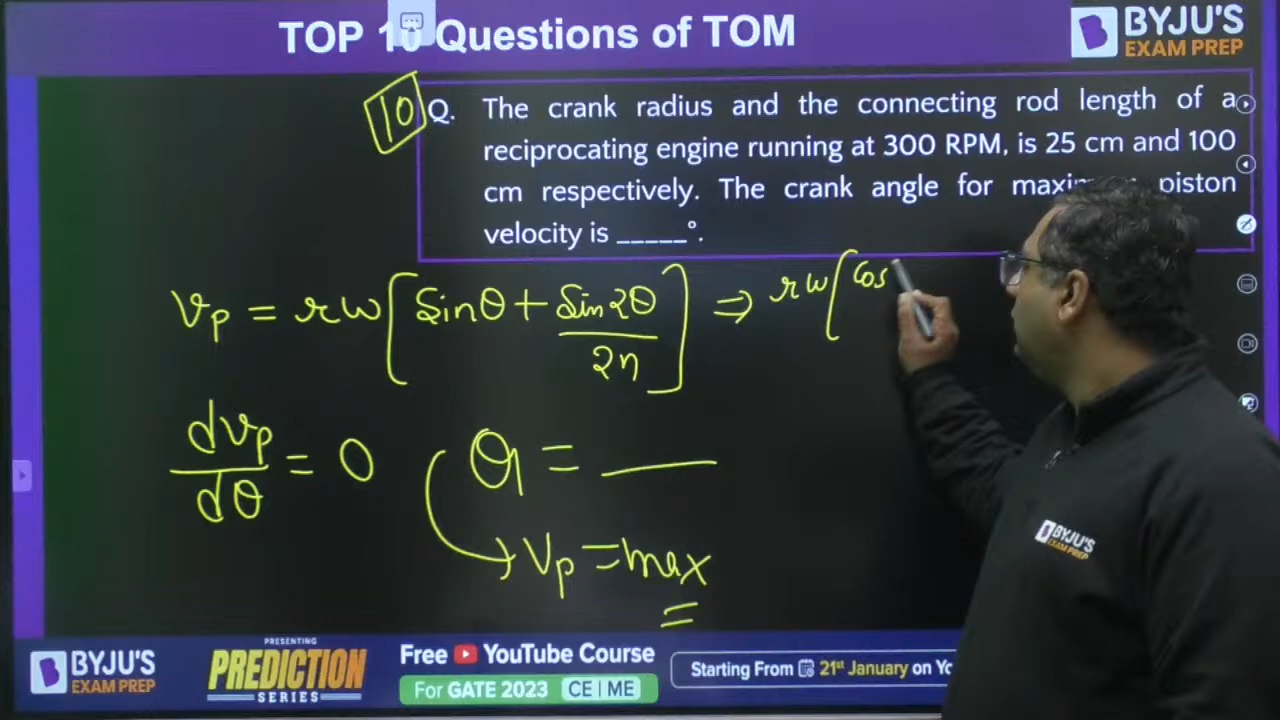 TOP 10 Questions of TOM
BYJU'S
EXAM PREP
10
Q. The crank radius and the connecting rod length of a
reciprocating engine running at 300 RPM, is 25 cm and 100
cm respectively. The crank angle for piston
velocity is _____°.
Vp = rω[Sinθ + Sin2θ/2n] ⇒ rω[Cos
dVp/dθ = 0
θ = ___
Vp = max
BYJU'S
EXAM PREP
BYJU'S
EXAM PREP
PRESENTING
PREDICTION
SERIES
Free YouTube Course
For GATE 2023 CE | ME
Starting From 21st January on